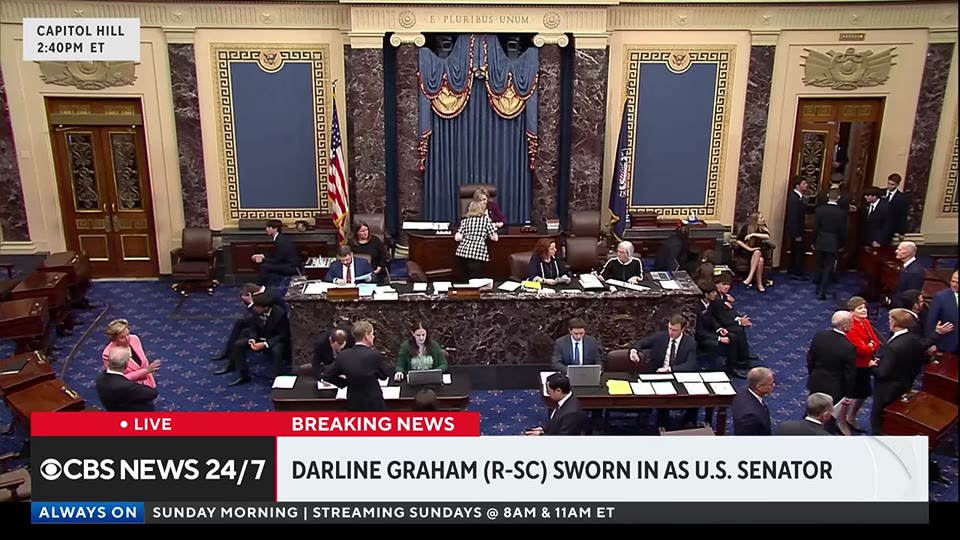 E PLURIBUS UNUM
CAPITOL HILL
2:40PM ET
LIVE
BREAKING NEWS
CBS NEWS 24/7
DARLINE GRAHAM (R-SC) SWORN IN AS U.S. SENATOR
ALWAYS ON
SUNDAY MORNING | STREAMING SUNDAYS @ 8AM & 11AM ET